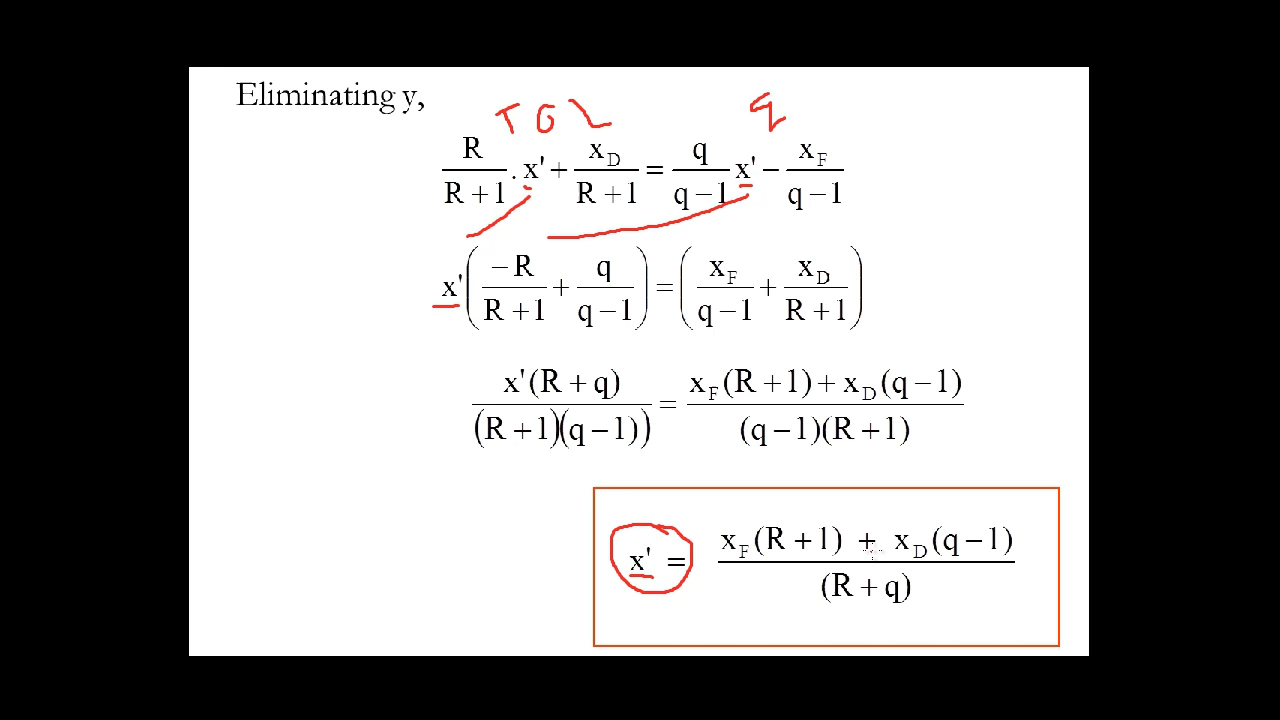 Eliminating y,
T O L q
R/(R + 1) . x' + x_D/(R + 1) = q/(q − 1) x' − x_F/(q − 1)
x' ( −R/(R + 1) + q/(q − 1) ) = ( x_F/(q − 1) + x_D/(R + 1) )
x' (R + q)/((R + 1)(q − 1)) = (x_F (R + 1) + x_D (q − 1))/((q − 1)(R + 1))
x' = (x_F (R + 1) + x_D (q − 1))/(R + q)